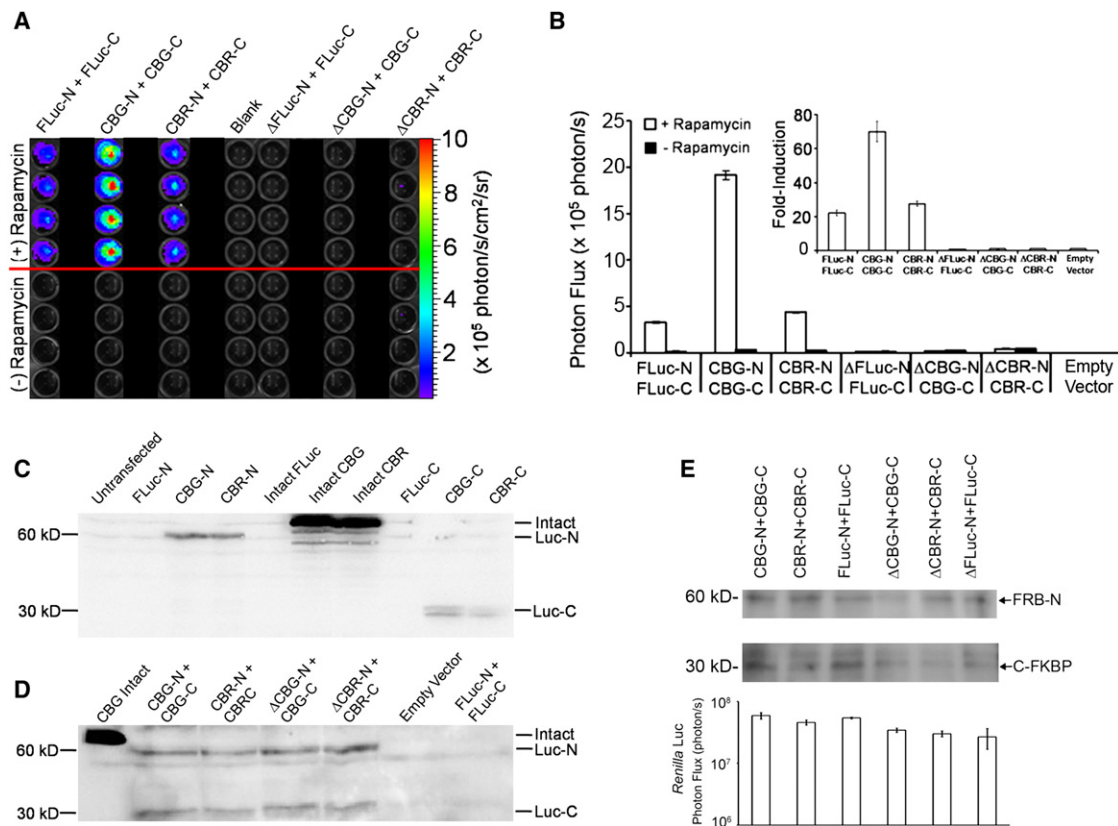 A
FLuc-N + FLuc-C
CBG-N + CBG-C
CBR-N + CBR-C
Blank
ΔFLuc-N + FLuc-C
ΔCBG-N + CBG-C
ΔCBR-N + CBR-C
(+) Rapamycin
(-) Rapamycin
10
8
6
4
2
(x 10⁵ photon/s/cm²/sr)
B
Photon Flux (x 10⁵ photon/s)
25
20
15
10
5
0
+ Rapamycin
- Rapamycin
FLuc-N
FLuc-C
CBG-N
CBG-C
CBR-N
CBR-C
ΔFLuc-N
FLuc-C
ΔCBG-N
CBG-C
ΔCBR-N
CBR-C
Empty
Vector
Fold-Induction
80
60
40
20
0
FLuc-N
FLuc-C
CBG-N
CBG-C
CBR-N
CBR-C
ΔFLuc-N
FLuc-C
ΔCBG-N
CBG-C
ΔCBR-N
CBR-C
Empty
Vector
C
Untransfected
FLuc-N
CBG-N
CBR-N
Intact FLuc
Intact CBG
Intact CBR
FLuc-C
CBG-C
CBR-C
60 kD
30 kD
Intact
Luc-N
Luc-C
D
CBG Intact
CBG-N +
CBG-C
CBR-N +
CBRC
ΔCBG-N +
CBG-C
ΔCBR-N +
CBR-C
Empty Vector
FLuc-N +
FLuc-C
60 kD
30 kD
Intact
Luc-N
Luc-C
E
CBG-N+CBG-C
CBR-N+CBR-C
FLuc-N+FLuc-C
ΔCBG-N+CBG-C
ΔCBR-N+CBR-C
ΔFLuc-N+FLuc-C
60 kD-
FRB-N
30 kD-
C-FKBP
Renilla Luc
Photon Flux (photon/s)
10⁸
10⁷
10⁶